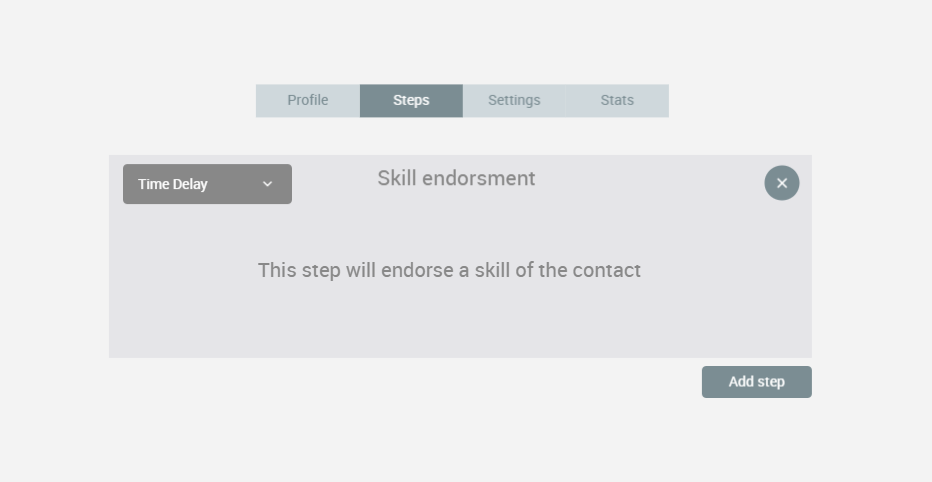 Profile Steps Settings Stats
Time Delay Skill endorsment
This step will endorse a skill of the contact
Add step